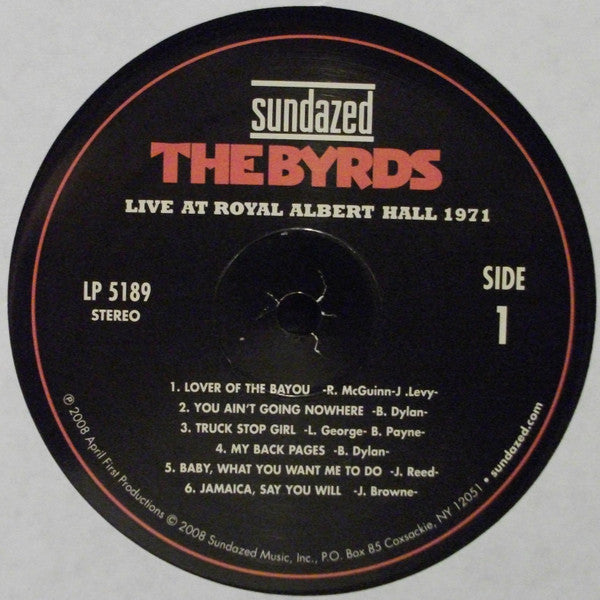 sundazed
THE BYRDS
LIVE AT ROYAL ALBERT HALL 1971
LP 5189
STEREO
SIDE
1
1. LOVER OF THE BAYOU -R. McGuinn-J .Levy-
2. YOU AIN'T GOING NOWHERE -B. Dylan-
3. TRUCK STOP GIRL -L. George- B. Payne-
4. MY BACK PAGES -B. Dylan-
5. BABY, WHAT YOU WANT ME TO DO -J. Reed-
6. JAMAICA, SAY YOU WILL -J. Browne-
℗ 2008 April First Productions © 2008 Sundazed Music, Inc., P.O. Box 85 Coxsackie, NY 12051 • sundazed.com